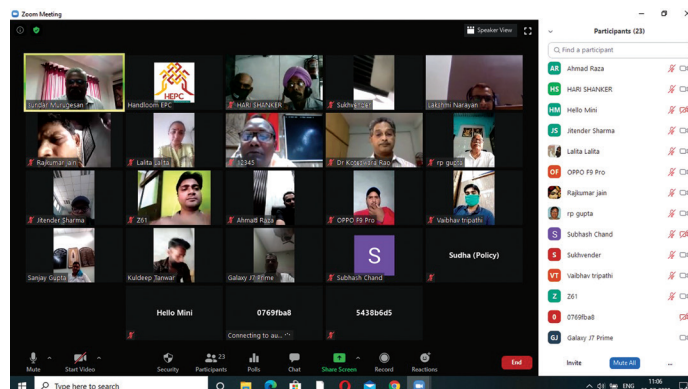 Zoom Meeting
Speaker View
Sundar Murugesan
HEPC
Handloom EPC
HARI SHANKER
Sukhvender
Lakshmi Narayan
Rajkumar jain
Lalita Lalita
12345
Dr Koteswara Rao
rp gupta
Jitender Sharma
Z61
Ahmad Raza
OPPO F9 Pro
Vaibhav tripathi
Sanjay Gupta
Kuldeep Tanwar
Galaxy J7 Prime
S
Subhash Chand
Sudha (Policy)
Hello Mini
0769fba8
Connecting to au...
5438b6d5
Mute
Start Video
Security
23
Participants
Polls
Chat
Share Screen
Record
Reactions
End
Participants (23)
Find a participant
AR Ahmad Raza
HS HARI SHANKER
HM Hello Mini
JS Jitender Sharma
Lalita Lalita
OF OPPO F9 Pro
Rajkumar jain
rp gupta
S Subhash Chand
S Sukhvender
VT Vaibhav tripathi
Z Z61
0 0769fba8
GJ Galaxy J7 Prime
Invite
Mute All
...
Type here to search
ENG
11:06